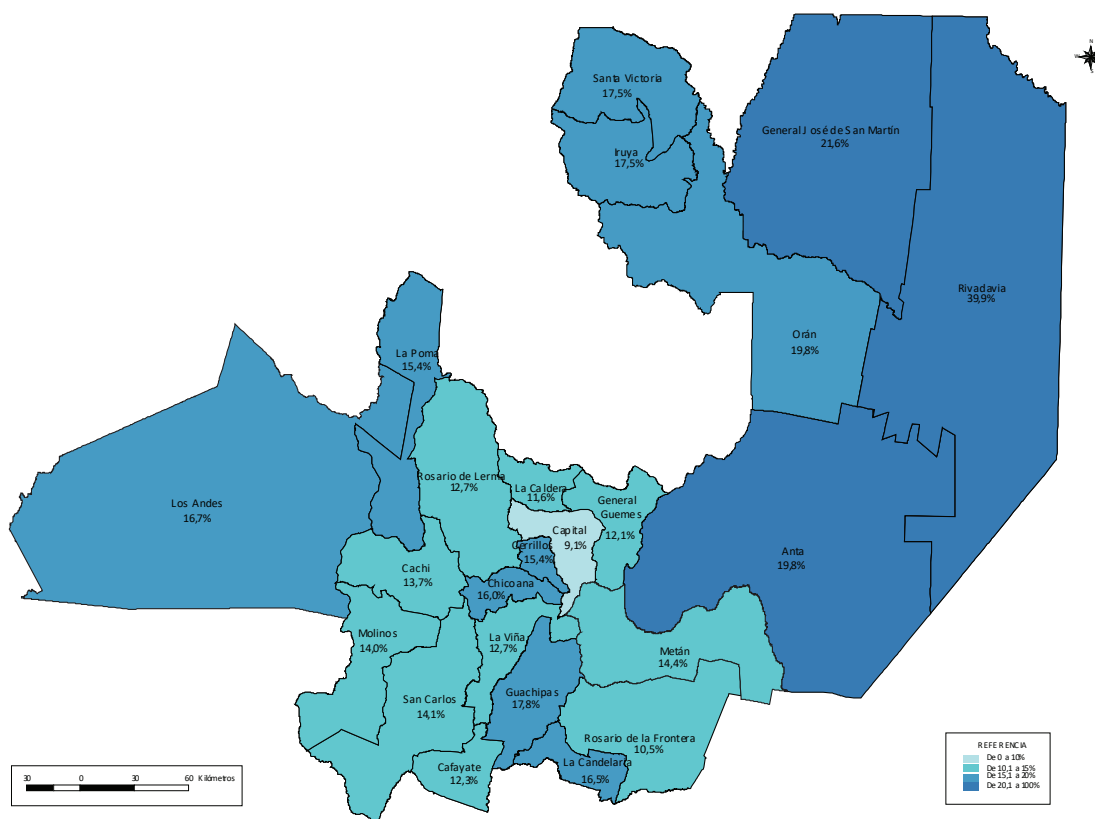 N
W
S
Santa Victoria
17,5%
General José de San Martín
21,6%
Iruya
17,5%
Rivadavia
39,9%
Orán
19,8%
La Poma
15,4%
Rosario de Lerma
12,7%
La Caldera
11,6%
General
Guemes
12,1%
Los Andes
16,7%
Capital
9,1%
Cerrillos
15,4%
Anta
19,8%
Cachi
13,7%
Chicoana
16,0%
Molinos
14,0%
La Viña
12,7%
Metán
14,4%
San Carlos
14,1%
Guachipas
17,8%
Rosario de la Frontera
10,5%
Cafayate
12,3%
La Candelaria
16,5%
30 0 30 60 Kilómetros
REFERENCIA
De 0 a 10%
De 10,1 a 15%
De 15,1 a 20%
De 20,1 a 100%